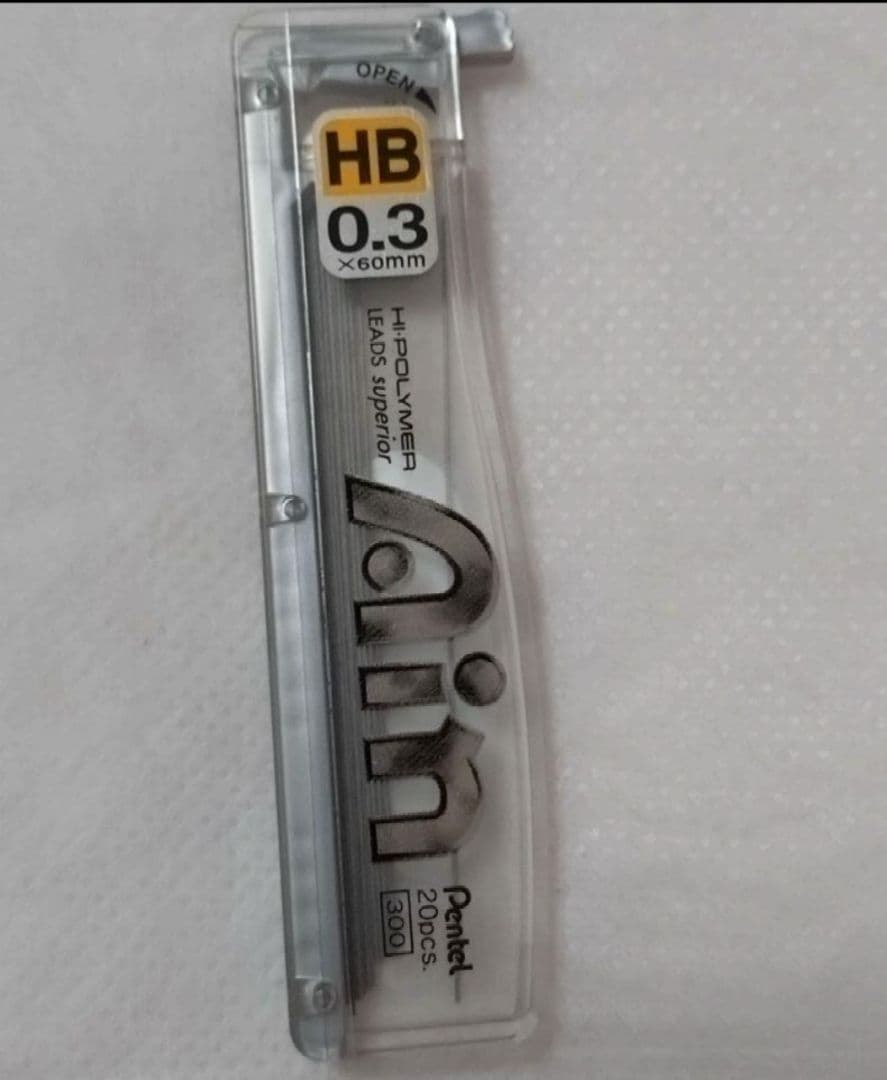 OPEN
HB
0.3
×60mm
HI-POLYMER
LEADS superior
Ain
Pentel
20pcs.
300